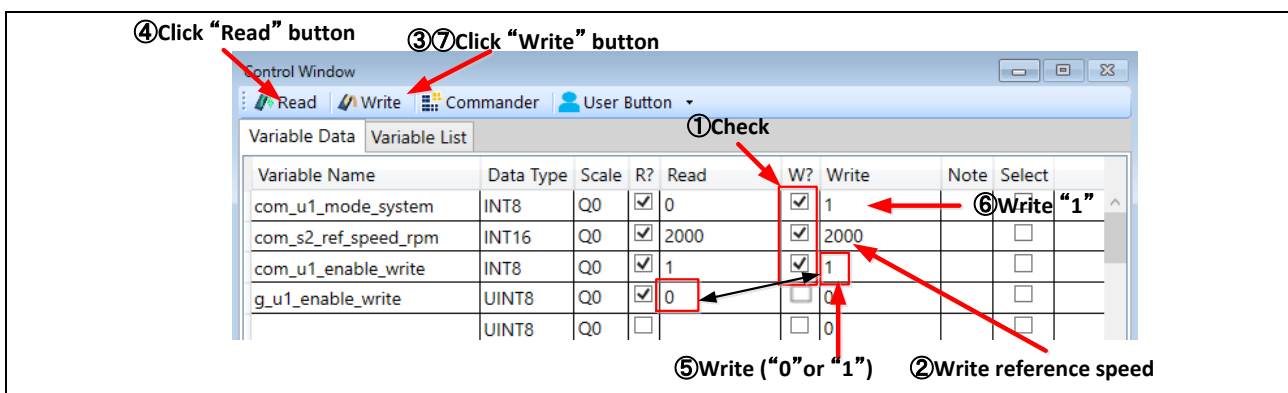 ④Click “Read” button
③⑦Click “Write” button
Control Window
Read Write Commander User Button
①Check
Variable Data Variable List
Variable Name Data Type Scale R? Read W? Write Note Select
com_u1_mode_system INT8 Q0 0 1 ⑥Write “1”
com_s2_ref_speed_rpm INT16 Q0 2000 2000
com_u1_enable_write INT8 Q0 1 1
g_u1_enable_write UINT8 Q0 0 0
UINT8 Q0 0
⑤Write (“0”or “1”) ②Write reference speed